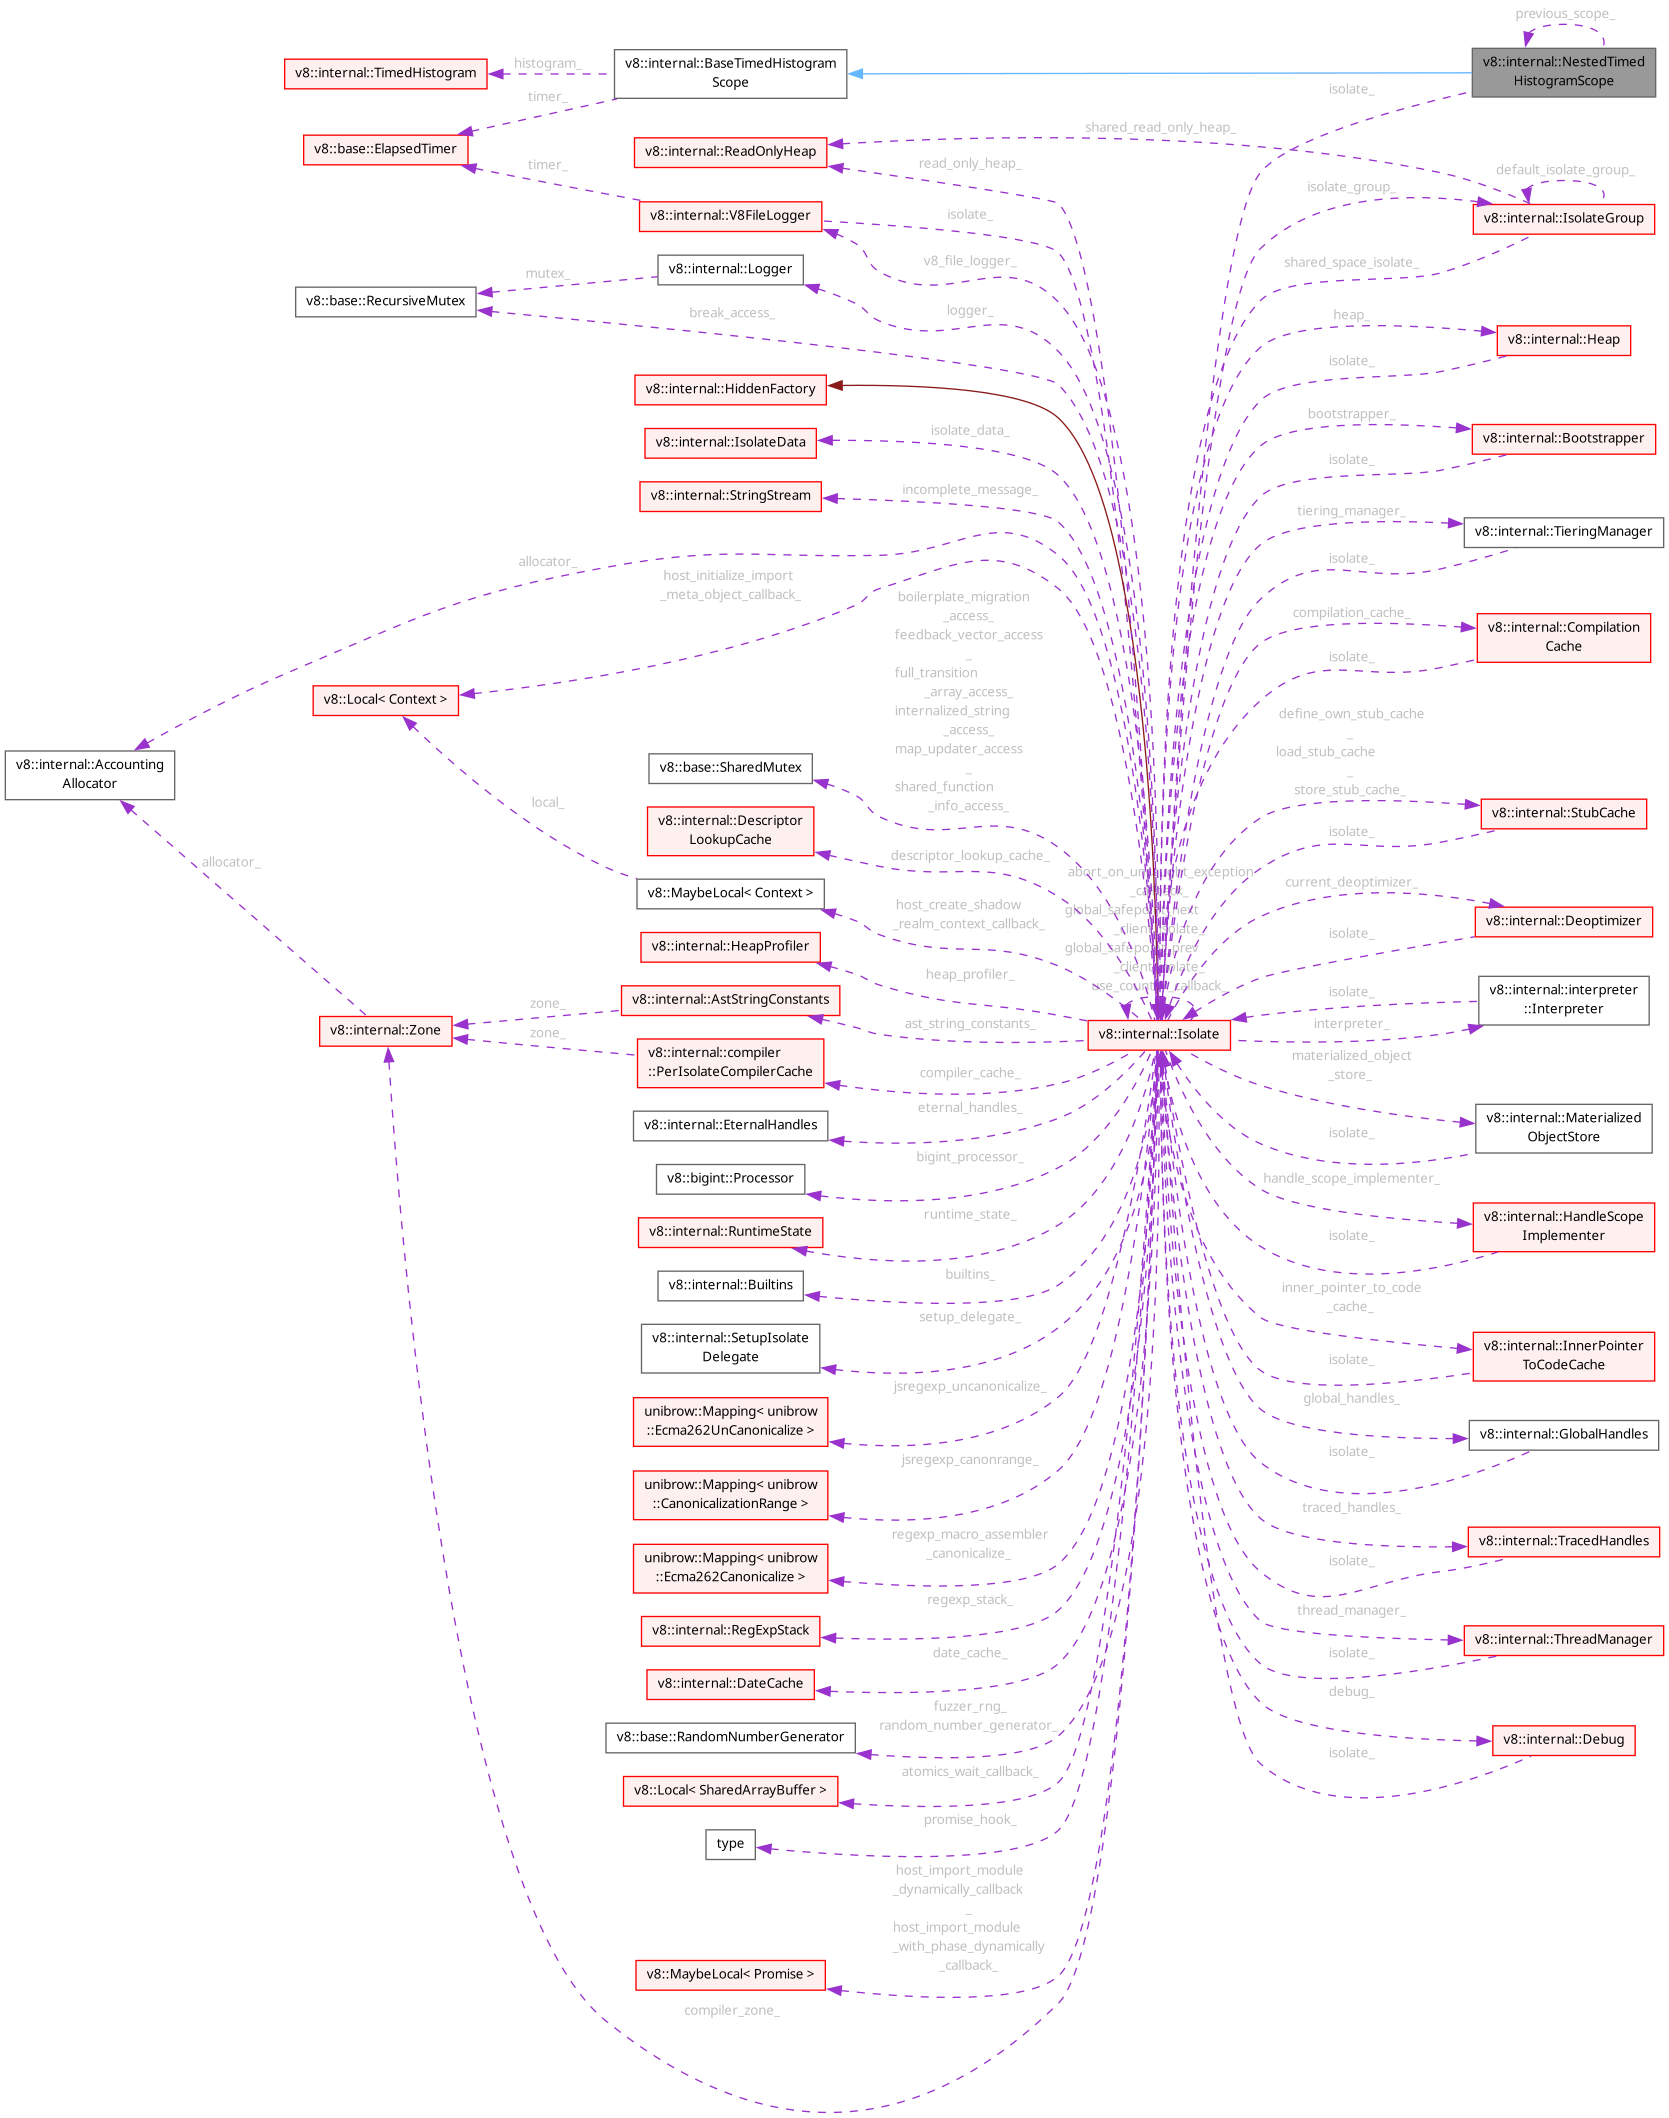 previous_scope_
v8::internal::NestedTimed
HistogramScope
v8::internal::BaseTimedHistogram
Scope
histogram_
v8::internal::TimedHistogram
timer_
isolate_
v8::base::ElapsedTimer
v8::internal::ReadOnlyHeap
shared_read_only_heap_
read_only_heap_
timer_
default_isolate_group_
isolate_group_
v8::internal::V8FileLogger
isolate_
v8::internal::IsolateGroup
v8::internal::Logger
v8_file_logger_
shared_space_isolate_
mutex_
v8::base::RecursiveMutex
break_access_
logger_
heap_
v8::internal::Heap
isolate_
v8::internal::HiddenFactory
bootstrapper_
v8::internal::IsolateData
isolate_data_
v8::internal::Bootstrapper
isolate_
v8::internal::StringStream
incomplete_message_
tiering_manager_
v8::internal::TieringManager
isolate_
allocator_
host_initialize_import
_meta_object_callback_
boilerplate_migration
_access_
feedback_vector_access
_
full_transition
_array_access_
internalized_string
_access_
map_updater_access
_
shared_function
_info_access_
compilation_cache_
v8::internal::Compilation
Cache
isolate_
v8::Local< Context >
v8::internal::Accounting
Allocator
v8::base::SharedMutex
define_own_stub_cache
_
load_stub_cache
_
store_stub_cache_
v8::internal::StubCache
isolate_
local_
v8::internal::Descriptor
LookupCache
descriptor_lookup_cache_
allocator_
v8::MaybeLocal< Context >
host_create_shadow
_realm_context_callback_
abort_on_uncaught_exception
_callback_
global_safepoint_next
_client_isolate_
global_safepoint_prev
_client_isolate_
use_counter_callback_
current_deoptimizer_
v8::internal::Deoptimizer
isolate_
v8::internal::HeapProfiler
heap_profiler_
v8::internal::AstStringConstants
zone_
v8::internal::Zone
zone_
ast_string_constants_
v8::internal::Isolate
isolate_
v8::internal::interpreter
::Interpreter
interpreter_
v8::internal::compiler
::PerIsolateCompilerCache
compiler_cache_
materialized_object
_store_
v8::internal::EternalHandles
eternal_handles_
v8::internal::Materialized
ObjectStore
isolate_
v8::bigint::Processor
bigint_processor_
handle_scope_implementer_
v8::internal::RuntimeState
runtime_state_
v8::internal::HandleScope
Implementer
isolate_
v8::internal::Builtins
builtins_
inner_pointer_to_code
_cache_
v8::internal::SetupIsolate
Delegate
setup_delegate_
v8::internal::InnerPointer
ToCodeCache
isolate_
unibrow::Mapping< unibrow
::Ecma262UnCanonicalize >
jsregexp_uncanonicalize_
global_handles_
v8::internal::GlobalHandles
isolate_
unibrow::Mapping< unibrow
::CanonicalizationRange >
jsregexp_canonrange_
traced_handles_
v8::internal::TracedHandles
isolate_
unibrow::Mapping< unibrow
::Ecma262Canonicalize >
regexp_macro_assembler
_canonicalize_
v8::internal::RegExpStack
regexp_stack_
thread_manager_
v8::internal::ThreadManager
isolate_
v8::internal::DateCache
date_cache_
debug_
v8::base::RandomNumberGenerator
fuzzer_rng_
random_number_generator_
v8::internal::Debug
isolate_
v8::Local< SharedArrayBuffer >
atomics_wait_callback_
type
promise_hook_
host_import_module
_dynamically_callback
_
host_import_module
_with_phase_dynamically
_callback_
v8::MaybeLocal< Promise >
compiler_zone_